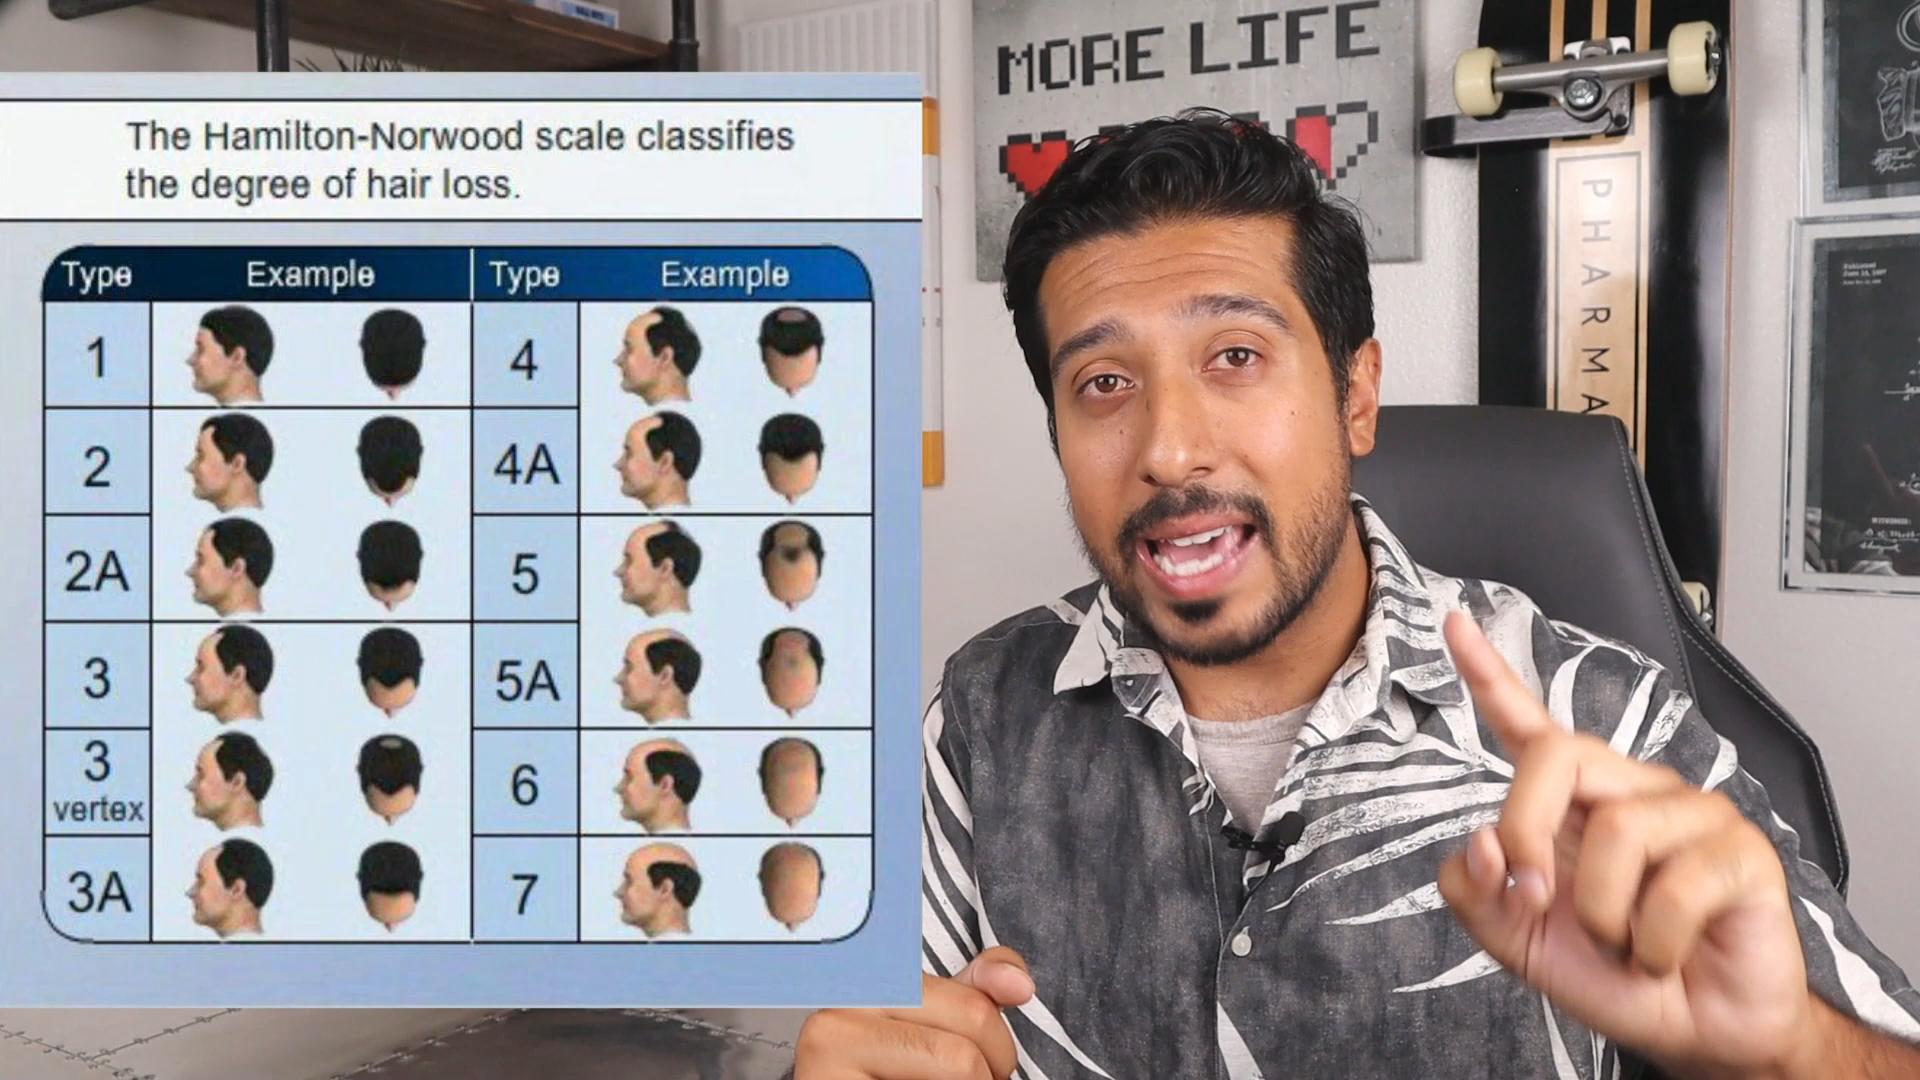 The Hamilton-Norwood scale classifies
the degree of hair loss.
Type Example Type Example
1 4
2 4A
2A 5
3 5A
3 vertex 6
3A 7
MORE LIFE
PHARMA
WITNESSES: